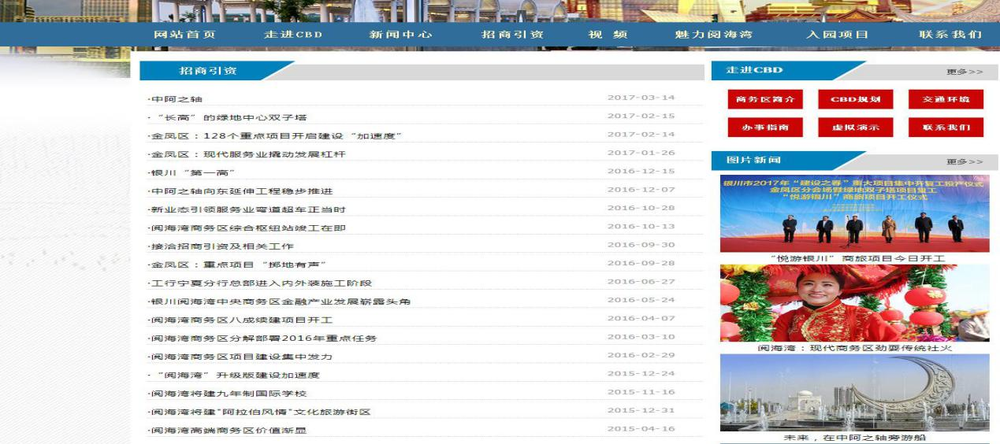 网站首页 走进CBD 新闻中心 招商引资 视 频 魅力阅海湾 入园项目 联系我们
招商引资
·中阿之轴 2017-03-14
·“长高”的绿地中心双子塔 2017-02-15
·金凤区：128个重点项目开启建设“加速度” 2017-02-14
·金凤区：现代服务业撬动发展杠杆 2017-01-26
·银川“第一高” 2016-12-15
·中阿之轴向东延伸工程稳步推进 2016-12-07
·新业态引领服务业弯道超车正当时 2016-10-28
·阅海湾商务区综合枢纽站竣工在即 2016-10-13
·接洽招商引资及相关工作 2016-09-30
·金凤区：重点项目“掷地有声” 2016-09-28
·工行宁夏分行总部进入内外装施工阶段 2016-06-27
·银川阅海湾中央商务区金融产业发展崭露头角 2016-05-24
·阅海湾商务区八成续建项目开工 2016-04-07
·阅海湾商务区分解部署2016年重点任务 2016-03-10
·阅海湾商务区项目建设集中发力 2016-02-29
·“阅海湾”升级版建设加速度 2015-12-24
·阅海湾将建九年制国际学校 2015-11-16
·阅海湾将建"阿拉伯风情"文化旅游街区 2015-12-31
·阅海湾高端商务区价值渐显 2015-04-16
走进CBD 更多>>
商务区简介 CBD规划 交通环境
办事指南 虚拟演示 联系我们
图片新闻 更多>>
银川市2017年“建设之春”重大项目集中开复工投产仪式
金凤区分会场暨绿地双子塔项目复工
“悦游银川”商旅项目开工仪式
“悦游银川”商旅项目今日开工
阅海湾：现代商务区劲耍传统社火
未来，在中阿之轴旁游船